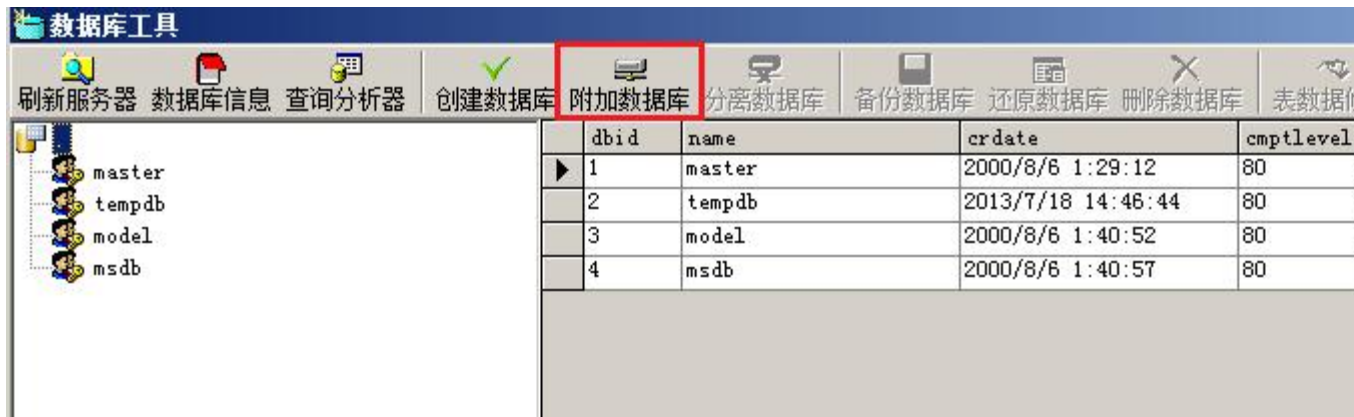 数据库工具
刷新服务器 数据库信息 查询分析器 创建数据库 附加数据库 分离数据库 备份数据库 还原数据库 删除数据库 表数据
master
tempdb
model
msdb
dbid name crdate cmptlevel
1 master 2000/8/6 1:29:12 80
2 tempdb 2013/7/18 14:46:44 80
3 model 2000/8/6 1:40:52 80
4 msdb 2000/8/6 1:40:57 80